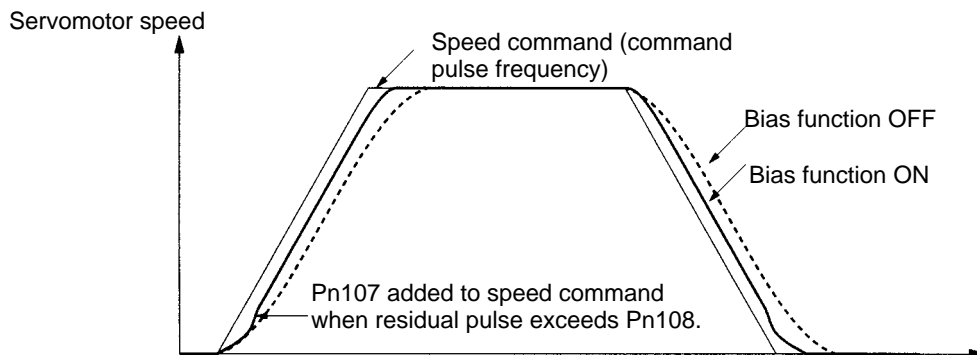 Servomotor speed
Speed command (command
pulse frequency)
Bias function OFF
Bias function ON
Pn107 added to speed command
when residual pulse exceeds Pn108.